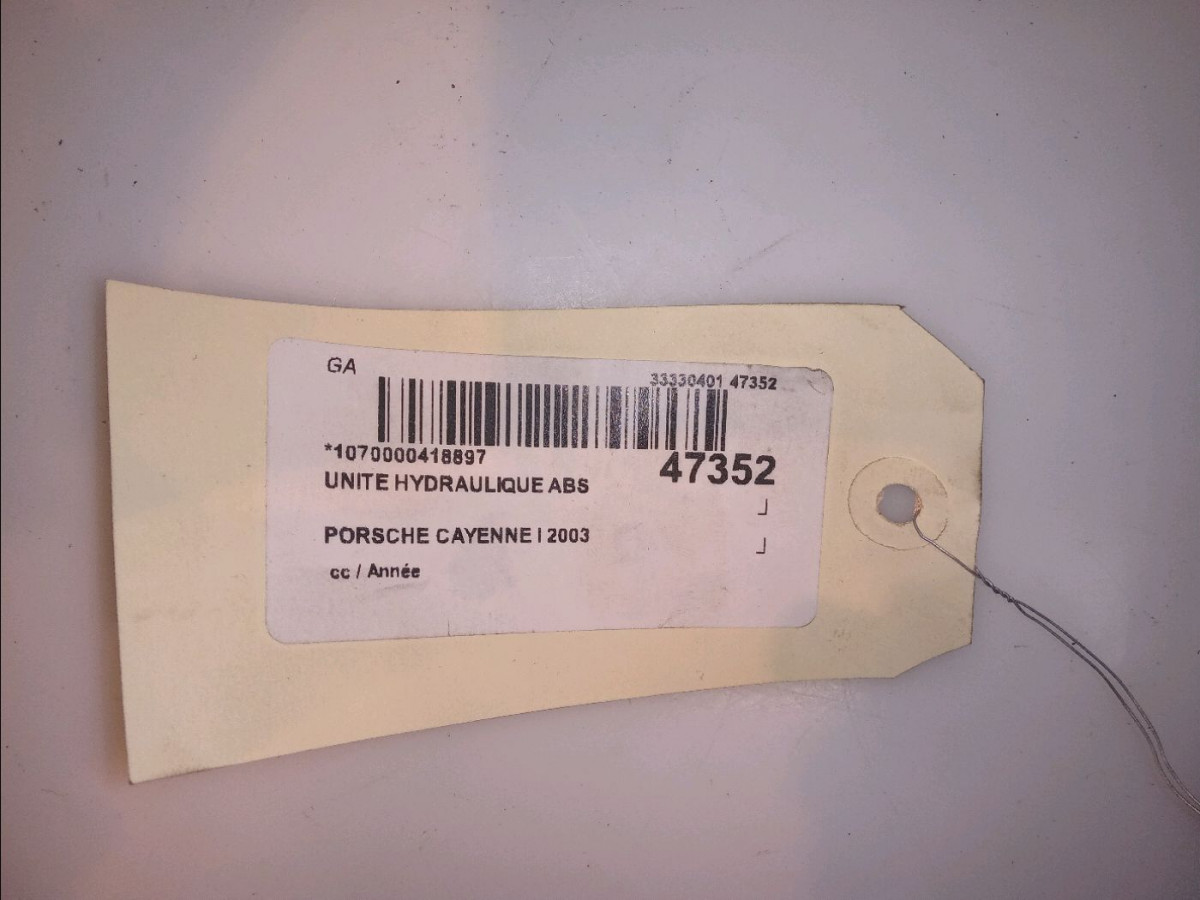 GA
33330401 47352
*1070000418897
47352
UNITE HYDRAULIQUE ABS
PORSCHE CAYENNE I 2003
cc / Année